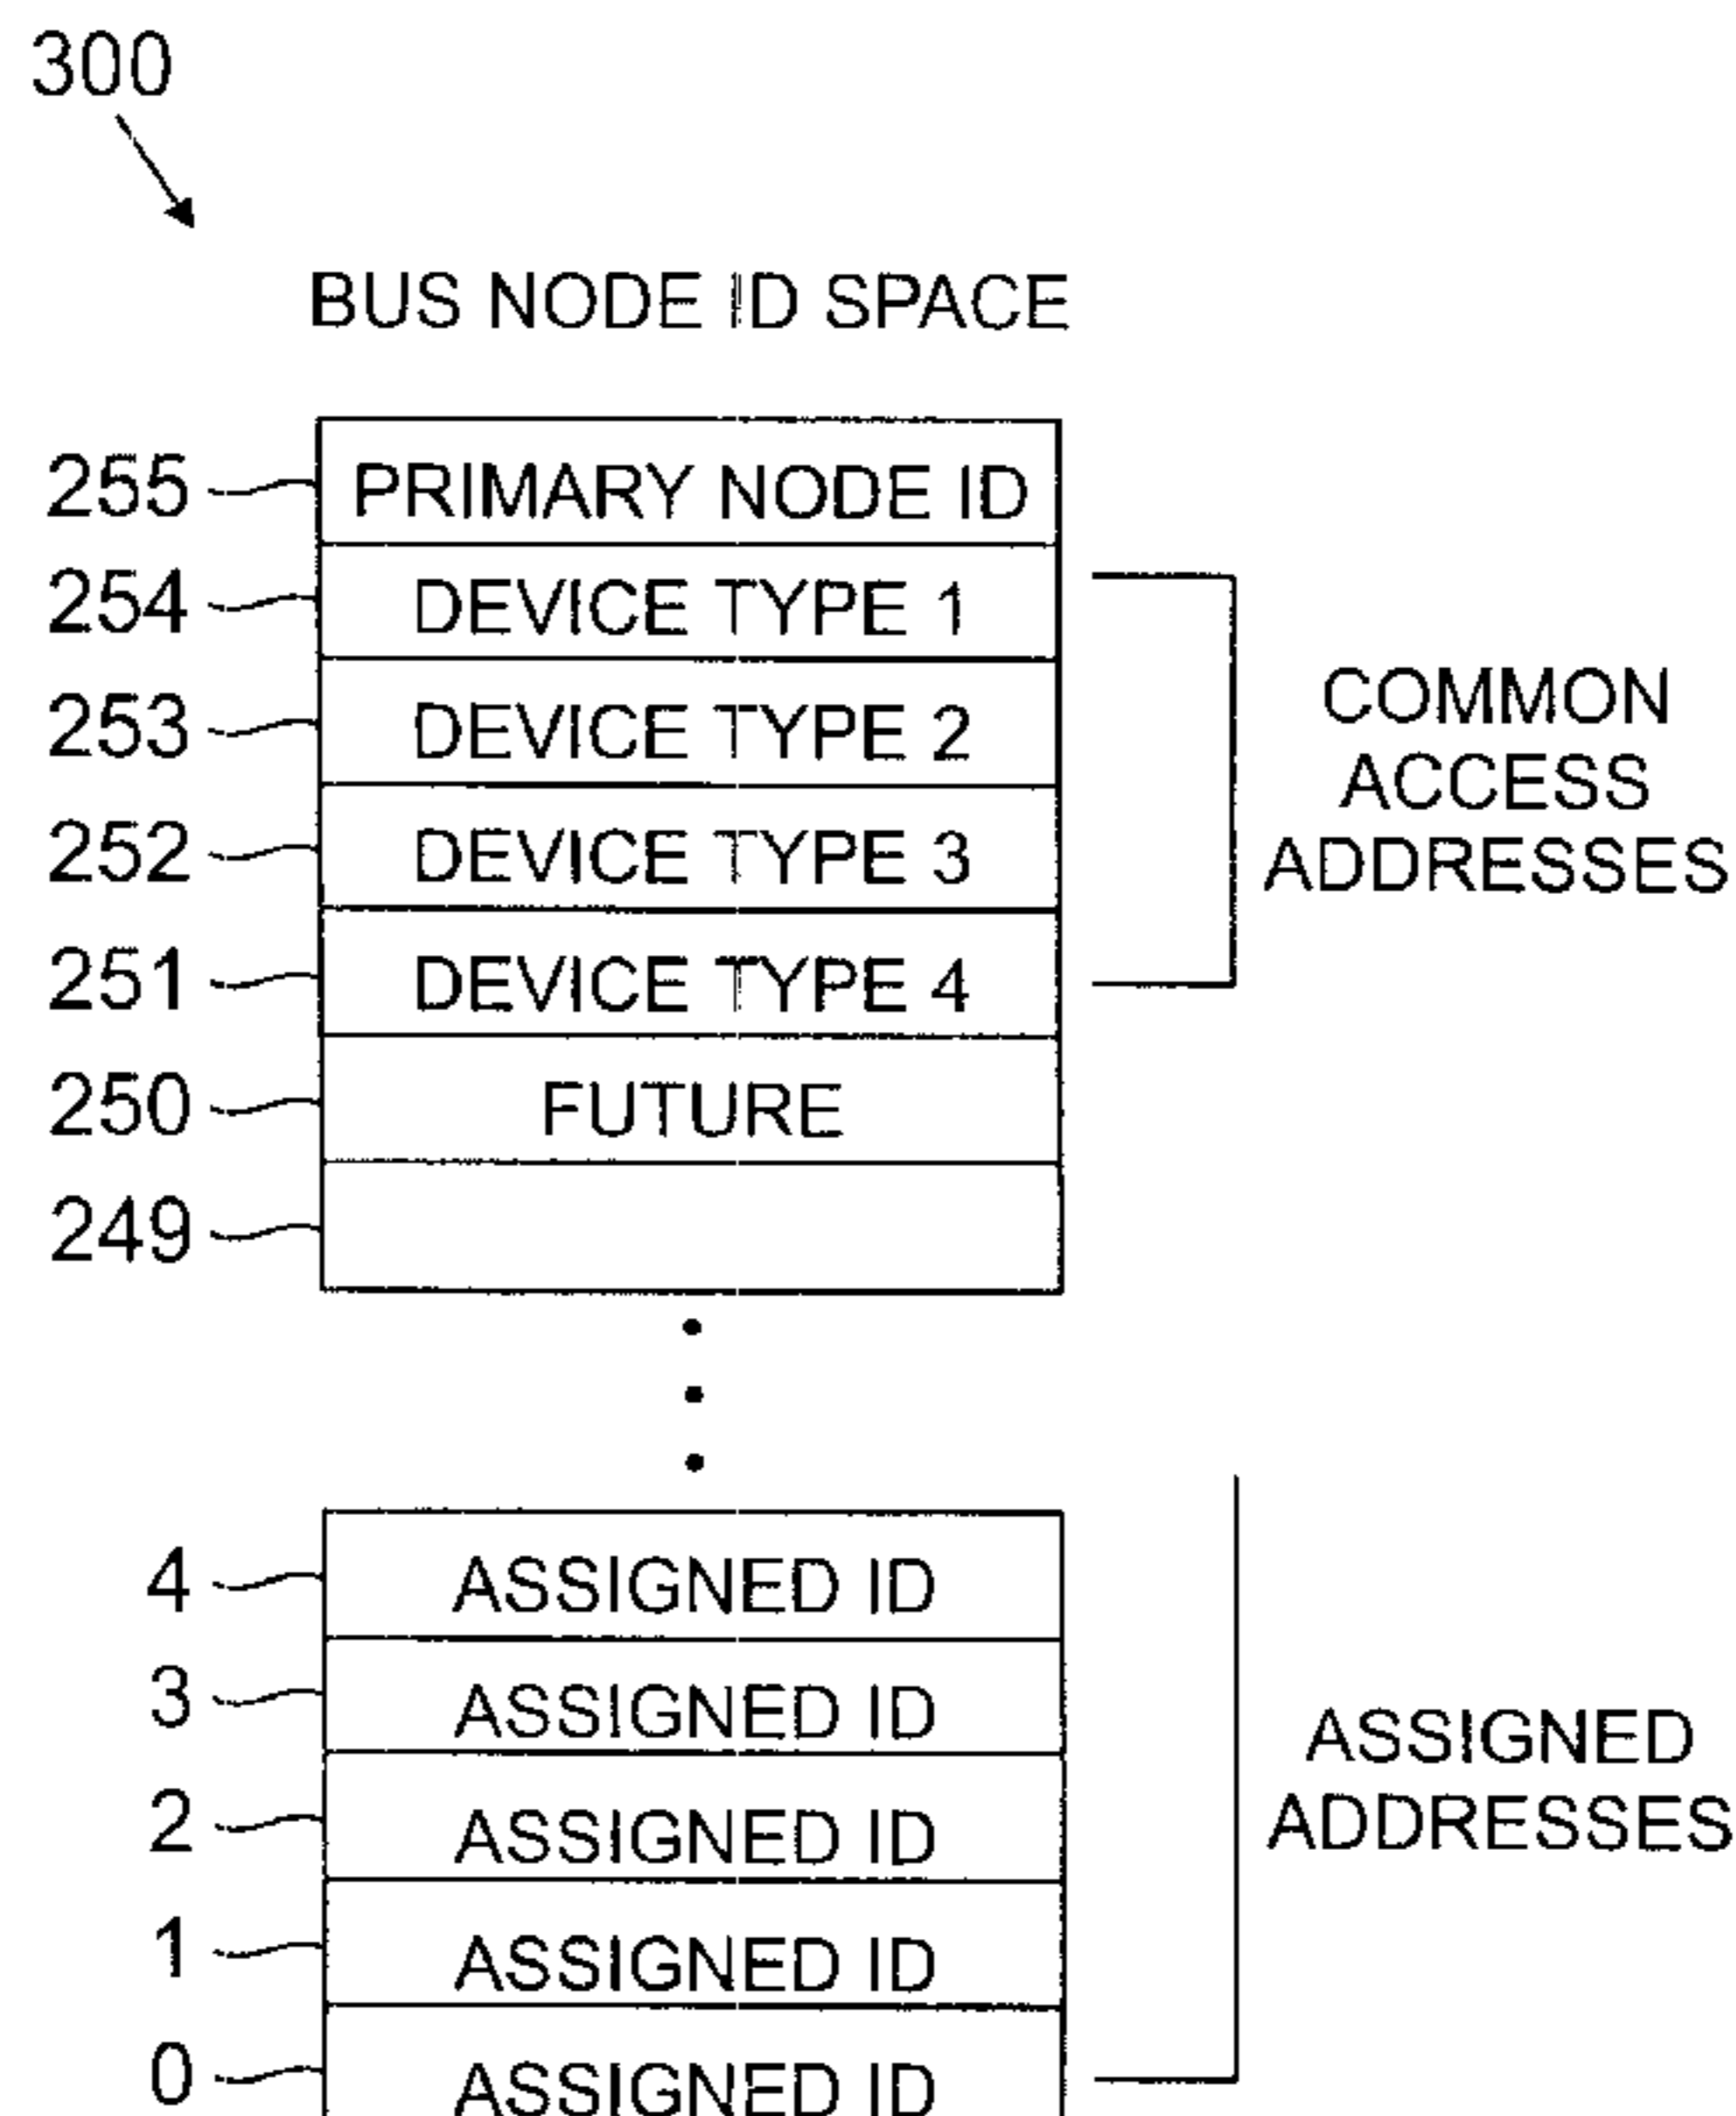 300
BUS NODE ID SPACE
255 PRIMARY NODE ID
254 DEVICE TYPE 1
253 DEVICE TYPE 2
252 DEVICE TYPE 3
251 DEVICE TYPE 4
COMMON
ACCESS
ADDRESSES
250 FUTURE
249
4 ASSIGNED ID
3 ASSIGNED ID
2 ASSIGNED ID
1 ASSIGNED ID
0 ASSIGNED ID
ASSIGNED
ADDRESSES